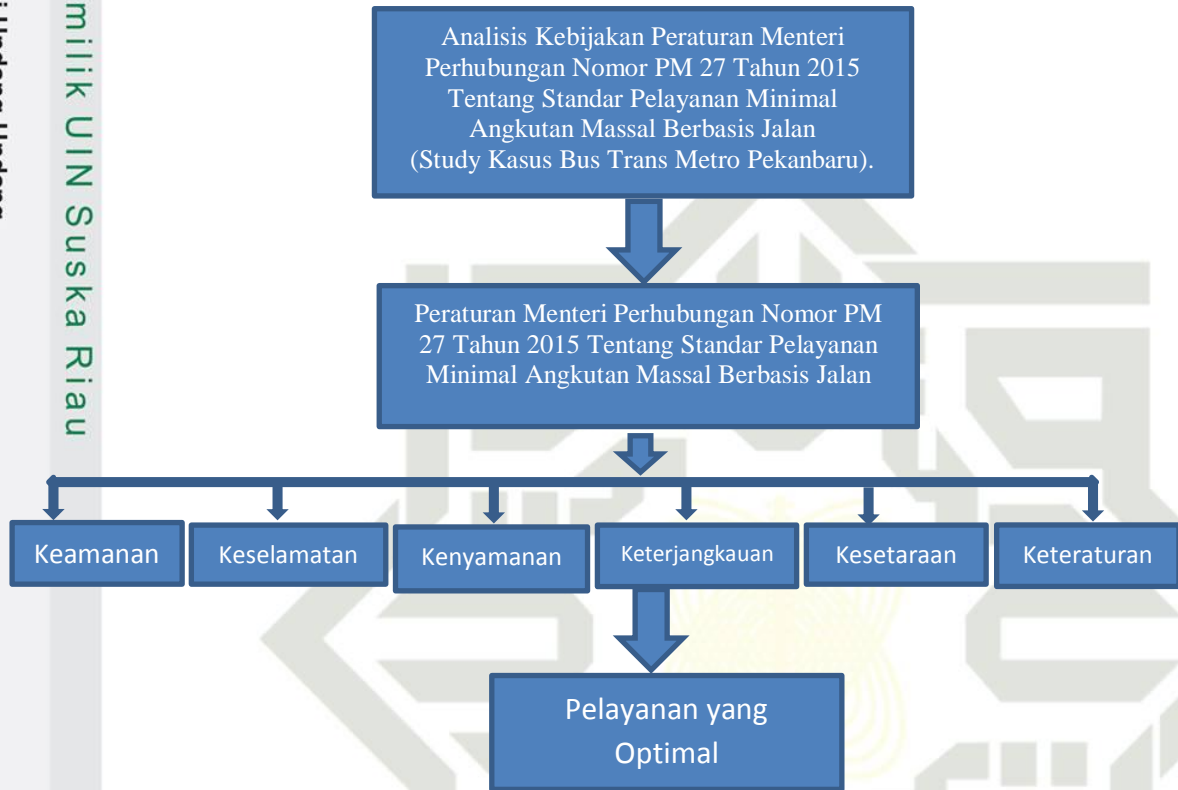 milik UIN Suska Riau
Analisis Kebijakan Peraturan Menteri
Perhubungan Nomor PM 27 Tahun 2015
Tentang Standar Pelayanan Minimal
Angkutan Massal Berbasis Jalan
(Study Kasus Bus Trans Metro Pekanbaru).
Peraturan Menteri Perhubungan Nomor PM
27 Tahun 2015 Tentang Standar Pelayanan
Minimal Angkutan Massal Berbasis Jalan
Keamanan
Keselamatan
Kenyamanan
Keterjangkauan
Kesetaraan
Keteraturan
Pelayanan yang
Optimal